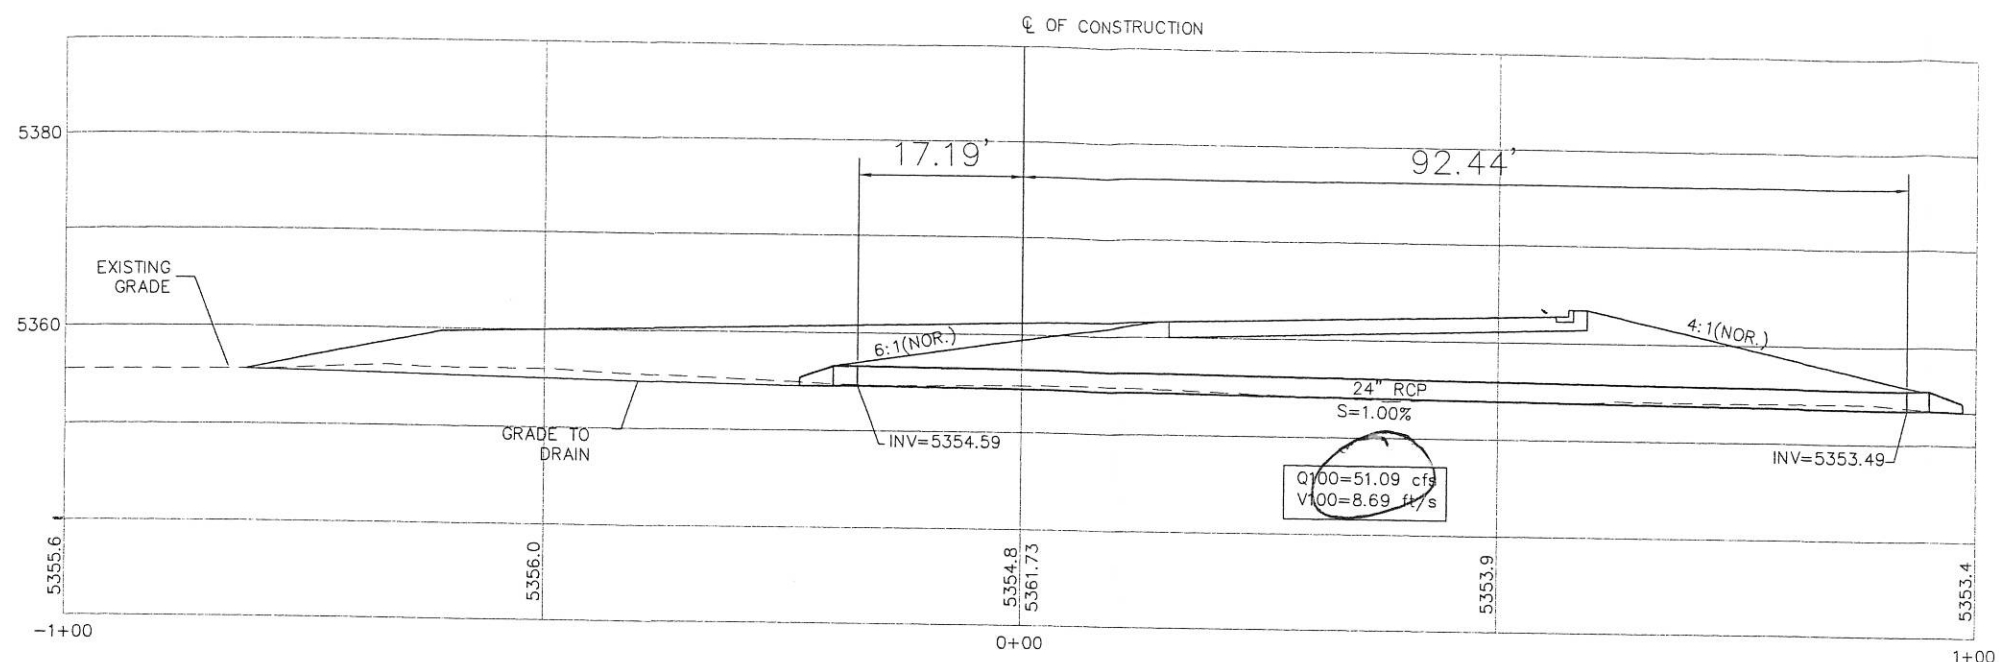 ℄ OF CONSTRUCTION
5380
17.19'
92.44'
EXISTING
GRADE
5360
6:1(NOR.)
4:1(NOR.)
24" RCP
S=1.00%
GRADE TO
DRAIN
INV=5354.59
INV=5353.49
Q100=51.09 cfs
V100=8.69 ft/s
5355.6
5356.0
5354.8
5361.73
5353.9
5353.4
-1+00
0+00
1+00